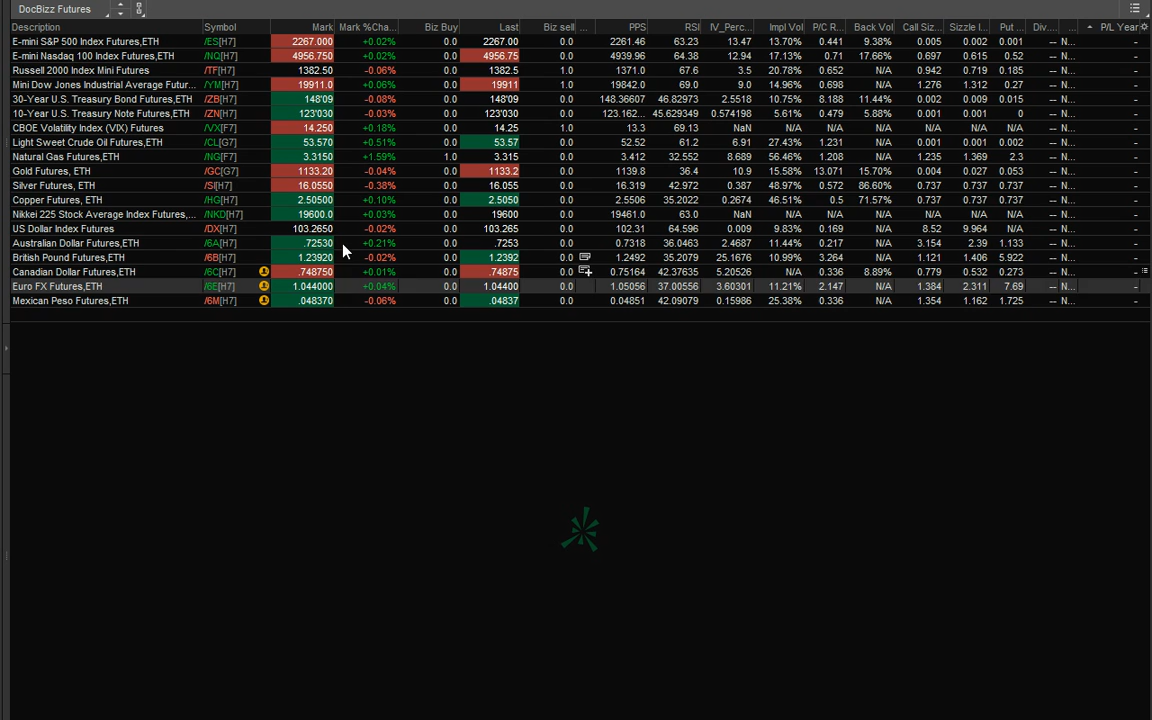 DocBizz Futures
Description Symbol Mark Mark %Cha... Biz Buy Last Biz sell ... PPS RSI IV_Perc... Impl Vol P/C R... Back Vol Call Siz... Sizzle I... Put ... Div.... ... P/L Year
E-mini S&P 500 Index Futures,ETH /ES[H7] 2267.000 +0.02% 0.0 2267.00 0.0 2261.46 63.23 13.47 13.70% 0.441 9.38% 0.005 0.002 0.001 -- N... -
E-mini Nasdaq 100 Index Futures,ETH /NQ[H7] 4956.750 +0.02% 0.0 4956.75 0.0 4939.96 64.38 12.94 17.13% 0.71 17.66% 0.697 0.615 0.52 -- N... -
Russell 2000 Index Mini Futures /TF[H7] 1382.50 -0.06% 0.0 1382.5 1.0 1371.0 67.6 3.5 20.78% 0.652 N/A 0.942 0.719 0.185 -- N... -
Mini Dow Jones Industrial Average Futur... /YM[H7] 19911.0 +0.06% 0.0 19911 1.0 19842.0 69.0 9.0 14.96% 0.698 N/A 1.276 1.312 0.27 -- N... -
30-Year U.S. Treasury Bond Futures,ETH /ZB[H7] 148'09 -0.08% 0.0 148'09 0.0 148.36607 46.82973 2.5518 10.75% 8.188 11.44% 0.002 0.009 0.015 -- N... -
10-Year U.S. Treasury Note Futures,ETH /ZN[H7] 123'030 -0.03% 0.0 123'030 0.0 123.162... 45.629349 0.574198 5.61% 0.479 5.88% 0.001 0.001 0 -- N... -
CBOE Volatility Index (VIX) Futures /VX[F7] 14.250 +0.18% 0.0 14.25 1.0 13.3 69.13 NaN N/A N/A N/A N/A N/A N/A -- N... -
Light Sweet Crude Oil Futures,ETH /CL[G7] 53.570 +0.51% 0.0 53.57 0.0 52.52 61.2 6.91 27.43% 1.231 N/A 0.001 0.001 0.002 -- N... -
Natural Gas Futures,ETH /NG[F7] 3.3150 +1.59% 1.0 3.315 0.0 3.412 32.552 8.689 56.46% 1.208 N/A 1.235 1.369 2.3 -- N... -
Gold Futures, ETH /GC[G7] 1133.20 -0.04% 0.0 1133.2 0.0 1139.8 36.4 10.9 15.58% 13.071 15.70% 0.004 0.027 0.053 -- N... -
Silver Futures, ETH /SI[H7] 16.0550 -0.38% 0.0 16.055 0.0 16.319 42.972 0.387 48.97% 0.572 86.60% 0.737 0.737 0.737 -- N... -
Copper Futures, ETH /HG[H7] 2.50500 +0.10% 0.0 2.5050 0.0 2.5506 35.2022 0.2674 46.51% 0.5 71.57% 0.737 0.737 0.737 -- N... -
Nikkei 225 Stock Average Index Futures,... /NKD[H7] 19600.0 +0.03% 0.0 19600 0.0 19461.0 63.0 NaN N/A N/A N/A N/A N/A N/A -- N... -
US Dollar Index Futures /DX[H7] 103.2650 -0.02% 0.0 103.265 0.0 102.31 64.596 0.009 9.83% 0.169 N/A 8.52 9.964 N/A -- N... -
Australian Dollar Futures,ETH /6A[H7] .72530 +0.21% 0.0 .7253 0.0 0.7318 36.0463 2.4687 11.44% 0.217 N/A 3.154 2.39 1.133 -- N... -
British Pound Futures,ETH /6B[H7] 1.23920 -0.02% 0.0 1.2392 0.0 1.2492 35.2079 25.1676 10.99% 3.264 N/A 1.121 1.406 5.922 -- N... -
Canadian Dollar Futures,ETH /6C[H7] .748750 +0.01% 0.0 .74875 0.0 0.75164 42.37635 5.20526 N/A 0.336 8.89% 0.779 0.532 0.273 -- N... -
Euro FX Futures,ETH /6E[H7] 1.044000 +0.04% 0.0 1.04400 0.0 1.05056 37.00556 3.60301 11.21% 2.147 N/A 1.384 2.311 7.69 -- N... -
Mexican Peso Futures,ETH /6M[H7] .048370 -0.06% 0.0 .04837 0.0 0.04851 42.09079 0.15986 25.38% 0.336 N/A 1.354 1.162 1.725 -- N... -